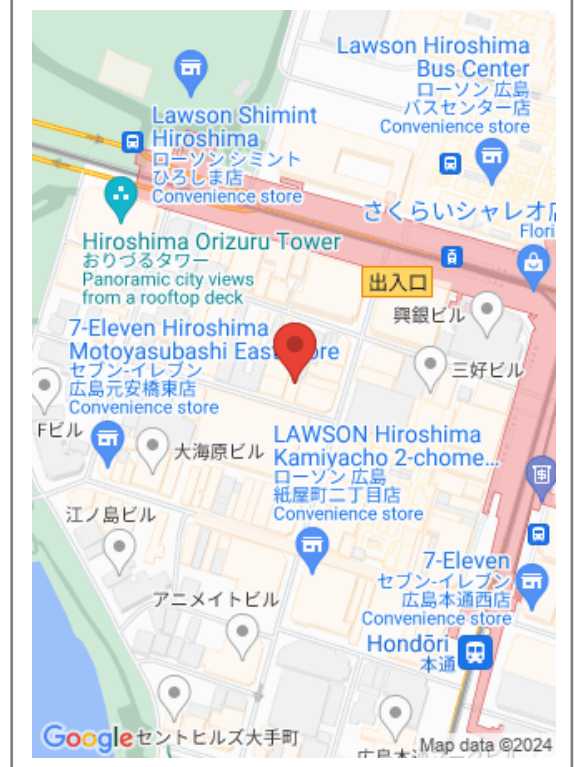 Lawson Hiroshima
Bus Center
ローソン 広島
バスセンター店
Convenience store
Lawson Shimint
Hiroshima
ローソン シミント
ひろしま店
Convenience store
さくらいシャレオ店
Flori
Hiroshima Orizuru Tower
おりづるタワー
Panoramic city views
from a rooftop deck
出入口
興銀ビル
7-Eleven Hiroshima
Motoyasubashi East Store
セブン-イレブン
広島元安橋東店
Convenience store
三好ビル
Fビル
大海原ビル
LAWSON Hiroshima
Kamiyacho 2-chome...
ローソン 広島
紙屋町二丁目店
Convenience store
江ノ島ビル
7-Eleven
セブン-イレブン
広島本通西店
Convenience store
アニメイトビル
Hondōri
本通
Google
セントヒルズ大手町
広島本通
Map data ©2024